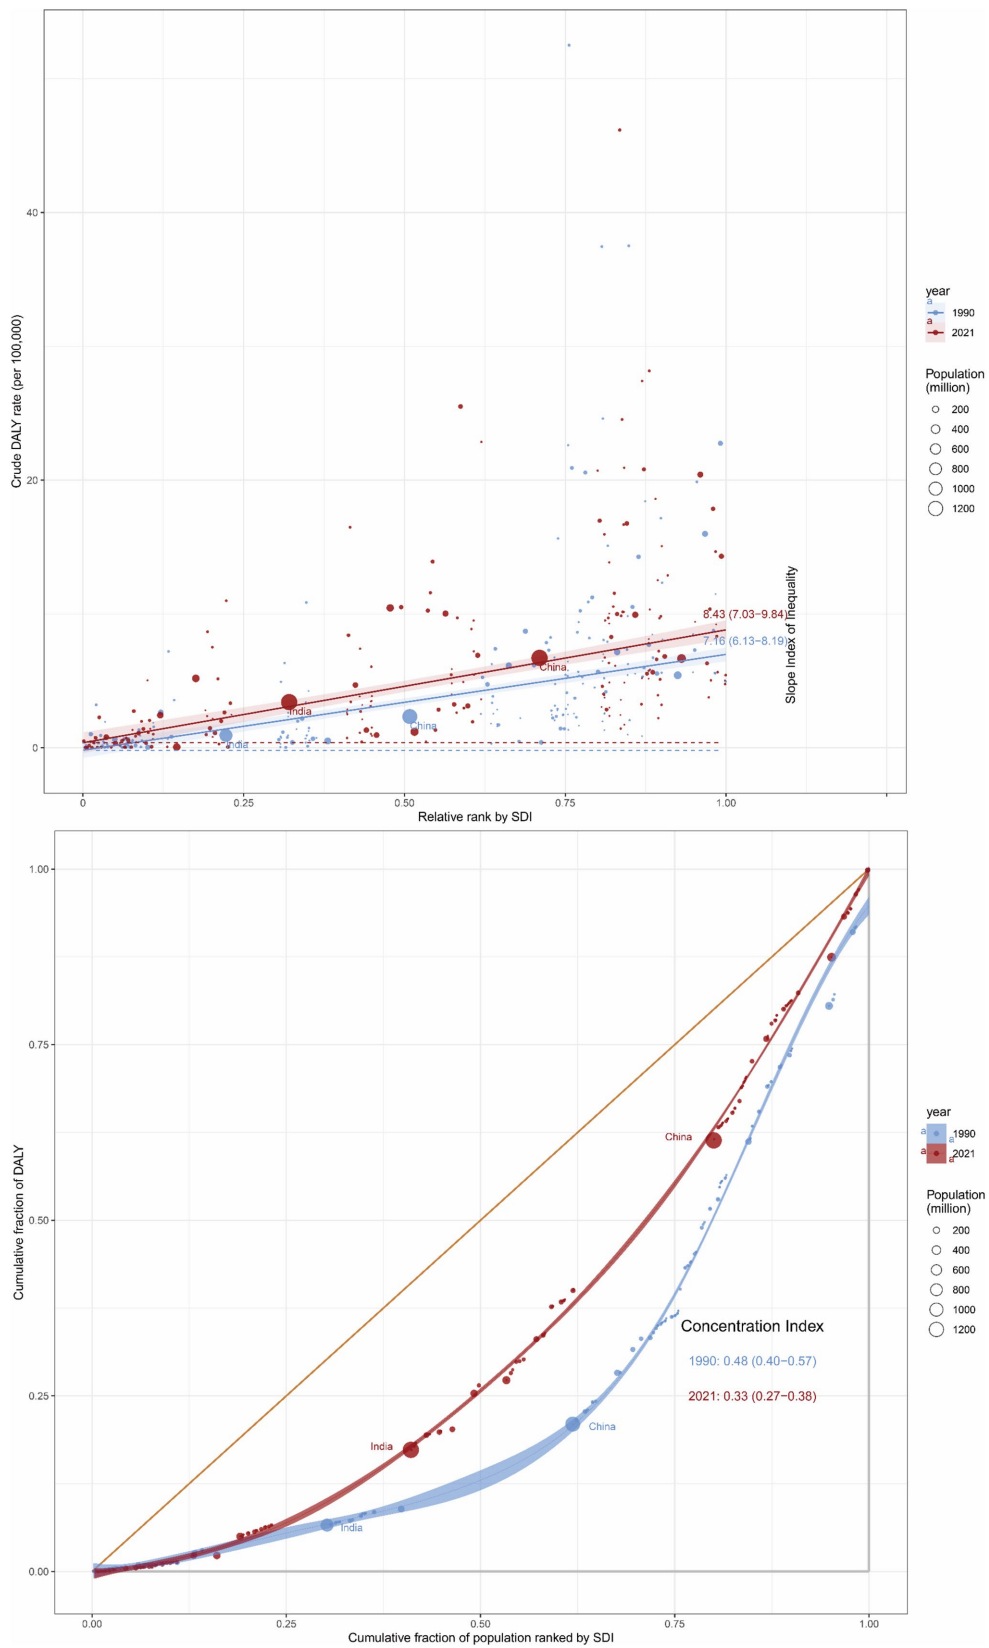 40
20
0
Crude DALY rate (per 100,000)
8.43 (7.03−9.84)
7.16 (6.13−8.19)
China
India
China
India
Slope Index of Inequality
0
0.25
0.50
0.75
1.00
Relative rank by SDI
year
a
1990
a
2021
Population
(million)
200
400
600
800
1000
1200
1.00
0.75
0.50
0.25
0.00
Cumulative fraction of DALY
China
Concentration Index
1990: 0.48 (0.40−0.57)
2021: 0.33 (0.27−0.38)
India
China
India
0.00
0.25
0.50
0.75
1.00
Cumulative fraction of population ranked by SDI
year
a
a
1990
a
a
2021
Population
(million)
200
400
600
800
1000
1200